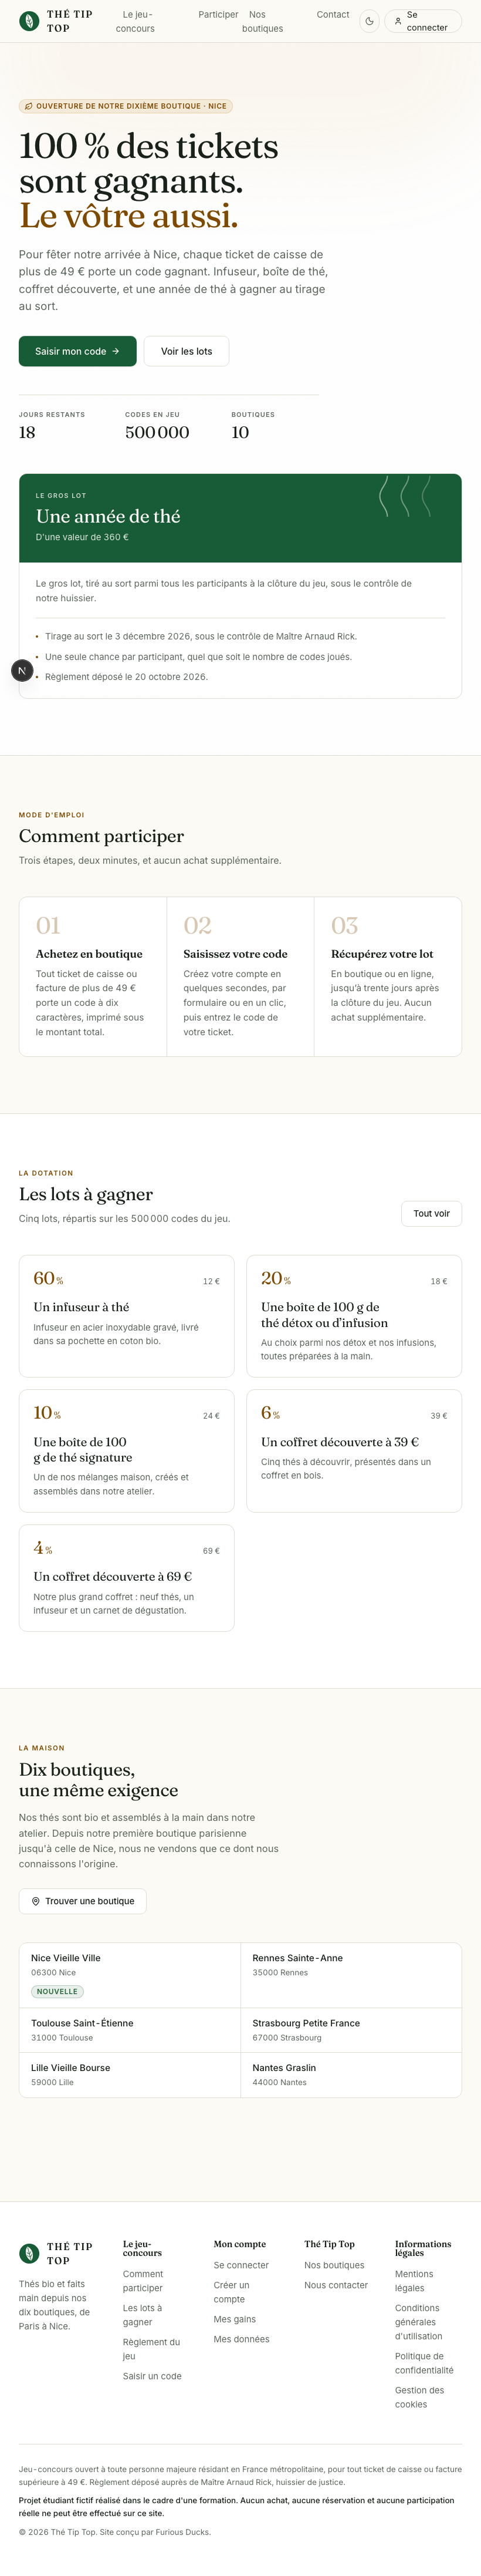 THÉ TIP
TOP
Le jeu-
concours
Participer
Nos
boutiques
Contact
Se
connecter
OUVERTURE DE NOTRE DIXIÈME BOUTIQUE · NICE
100 % des tickets
sont gagnants.
Le vôtre aussi.
Pour fêter notre arrivée à Nice, chaque ticket de caisse de
plus de 49 € porte un code gagnant. Infuseur, boîte de thé,
coffret découverte, et une année de thé à gagner au tirage
au sort.
Saisir mon code →
Voir les lots
JOURS RESTANTS
18
CODES EN JEU
500 000
BOUTIQUES
10
LE GROS LOT
Une année de thé
D'une valeur de 360 €
Le gros lot, tiré au sort parmi tous les participants à la clôture du jeu, sous le contrôle de
notre huissier.
• Tirage au sort le 3 décembre 2026, sous le contrôle de Maître Arnaud Rick.
• Une seule chance par participant, quel que soit le nombre de codes joués.
N
• Règlement déposé le 20 octobre 2026.
MODE D'EMPLOI
Comment participer
Trois étapes, deux minutes, et aucun achat supplémentaire.
01
Achetez en boutique
Tout ticket de caisse ou
facture de plus de 49 €
porte un code à dix
caractères, imprimé sous
le montant total.
02
Saisissez votre code
Créez votre compte en
quelques secondes, par
formulaire ou en un clic,
puis entrez le code de
votre ticket.
03
Récupérez votre lot
En boutique ou en ligne,
jusqu'à trente jours après
la clôture du jeu. Aucun
achat supplémentaire.
LA DOTATION
Les lots à gagner
Cinq lots, répartis sur les 500 000 codes du jeu.
Tout voir
60 %
12 €
Un infuseur à thé
Infuseur en acier inoxydable gravé, livré
dans sa pochette en coton bio.
20 %
18 €
Une boîte de 100 g de
thé détox ou d'infusion
Au choix parmi nos détox et nos infusions,
toutes préparées à la main.
10 %
24 €
Une boîte de 100
g de thé signature
Un de nos mélanges maison, créés et
assemblés dans notre atelier.
6 %
39 €
Un coffret découverte à 39 €
Cinq thés à découvrir, présentés dans un
coffret en bois.
4 %
69 €
Un coffret découverte à 69 €
Notre plus grand coffret : neuf thés, un
infuseur et un carnet de dégustation.
LA MAISON
Dix boutiques,
une même exigence
Nos thés sont bio et assemblés à la main dans notre
atelier. Depuis notre première boutique parisienne
jusqu'à celle de Nice, nous ne vendons que ce dont nous
connaissons l'origine.
Trouver une boutique
Nice Vieille Ville
06300 Nice
NOUVELLE
Rennes Sainte-Anne
35000 Rennes
Toulouse Saint-Étienne
31000 Toulouse
Strasbourg Petite France
67000 Strasbourg
Lille Vieille Bourse
59000 Lille
Nantes Graslin
44000 Nantes
THÉ TIP
TOP
Thés bio et faits
main depuis nos
dix boutiques, de
Paris à Nice.
Le jeu-
concours
Comment
participer
Les lots à
gagner
Règlement du
jeu
Saisir un code
Mon compte
Se connecter
Créer un
compte
Mes gains
Mes données
Thé Tip Top
Nos boutiques
Nous contacter
Informations
légales
Mentions
légales
Conditions
générales
d'utilisation
Politique de
confidentialité
Gestion des
cookies
Jeu-concours ouvert à toute personne majeure résidant en France métropolitaine, pour tout ticket de caisse ou facture
supérieure à 49 €. Règlement déposé auprès de Maître Arnaud Rick, huissier de justice.
Projet étudiant fictif réalisé dans le cadre d'une formation. Aucun achat, aucune réservation et aucune participation
réelle ne peut être effectué sur ce site.
© 2026 Thé Tip Top. Site conçu par Furious Ducks.